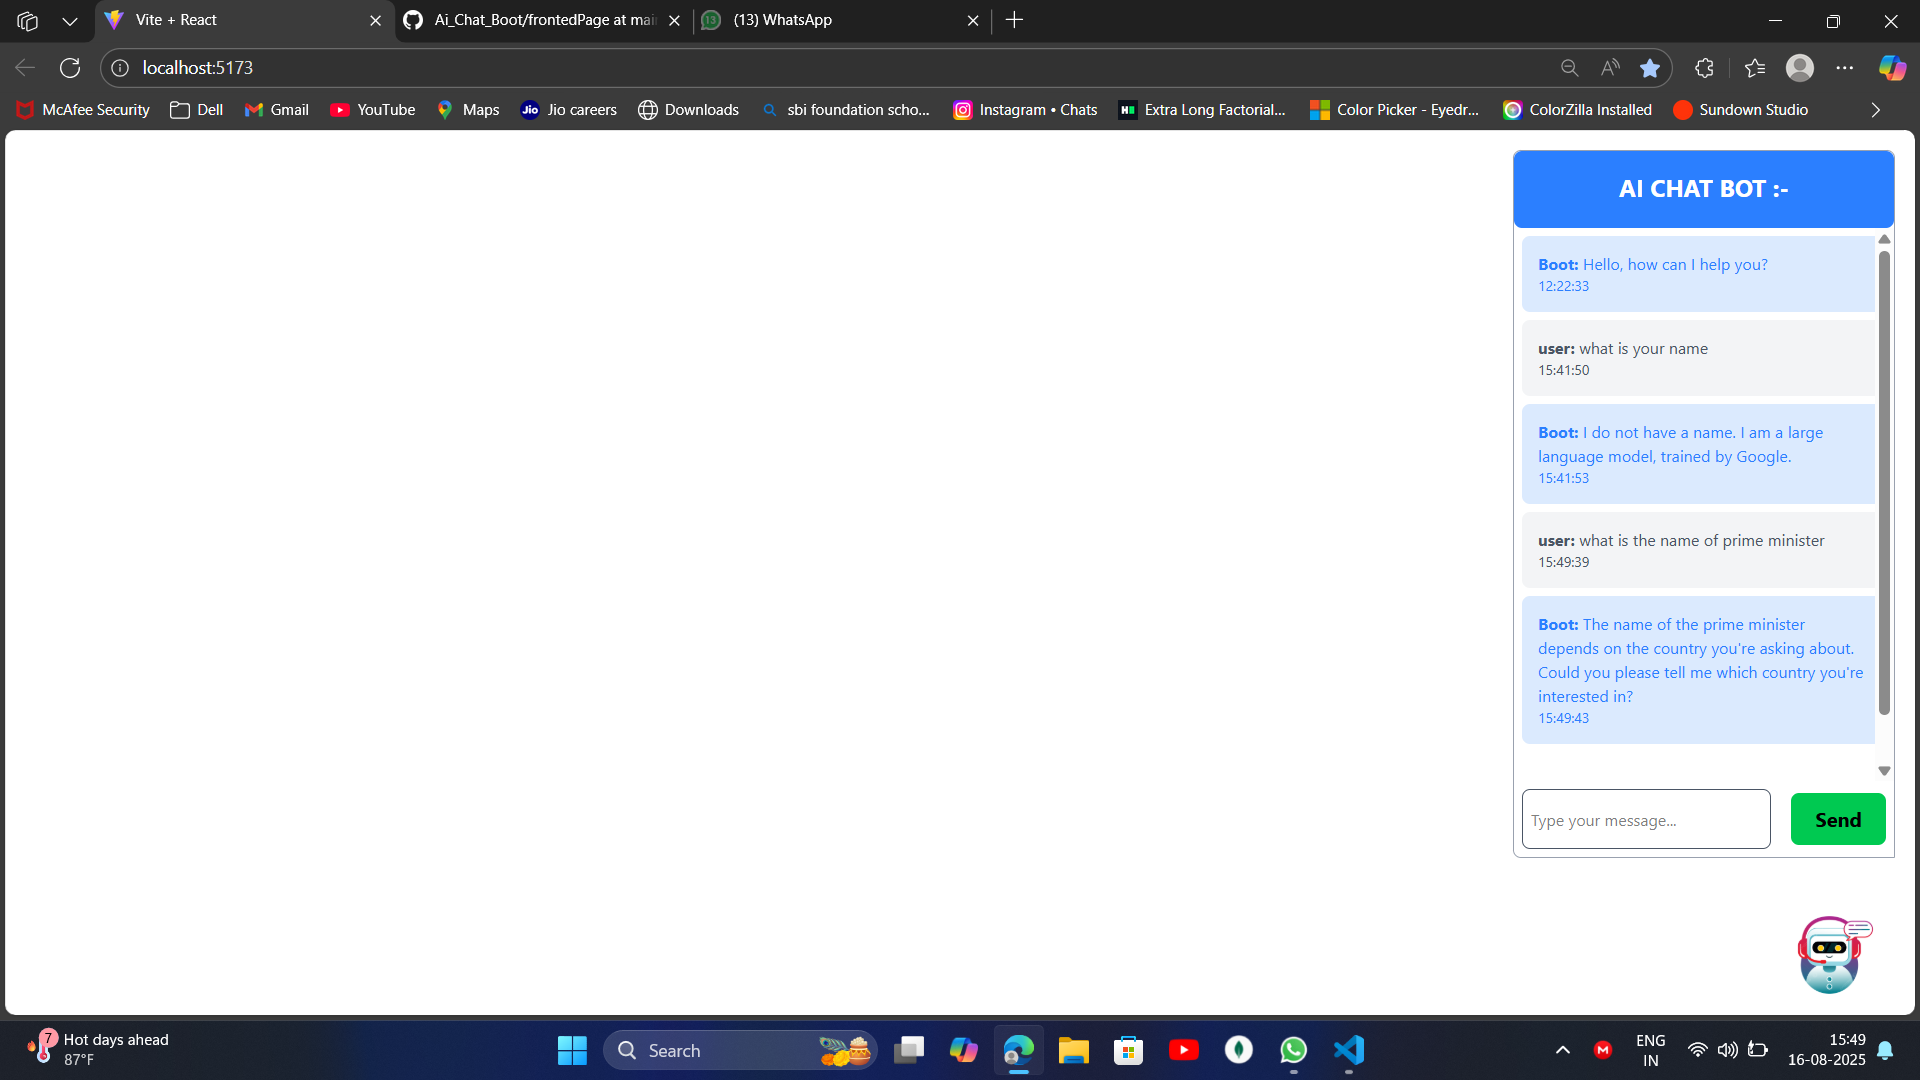 Vite + React
Ai_Chat_Boot/frontedPage at mai
(13) WhatsApp
localhost:5173
McAfee Security
Dell
Gmail
YouTube
Maps
Jio careers
Downloads
sbi foundation scho...
Instagram • Chats
Extra Long Factorial...
Color Picker - Eyedr...
ColorZilla Installed
Sundown Studio
AI CHAT BOT :-
Boot: Hello, how can I help you?
12:22:33
user: what is your name
15:41:50
Boot: I do not have a name. I am a large
language model, trained by Google.
15:41:53
user: what is the name of prime minister
15:49:39
Boot: The name of the prime minister
depends on the country you're asking about.
Could you please tell me which country you're
interested in?
15:49:43
Type your message...
Send
7
Hot days ahead
87°F
Search
ENG
IN
15:49
16-08-2025